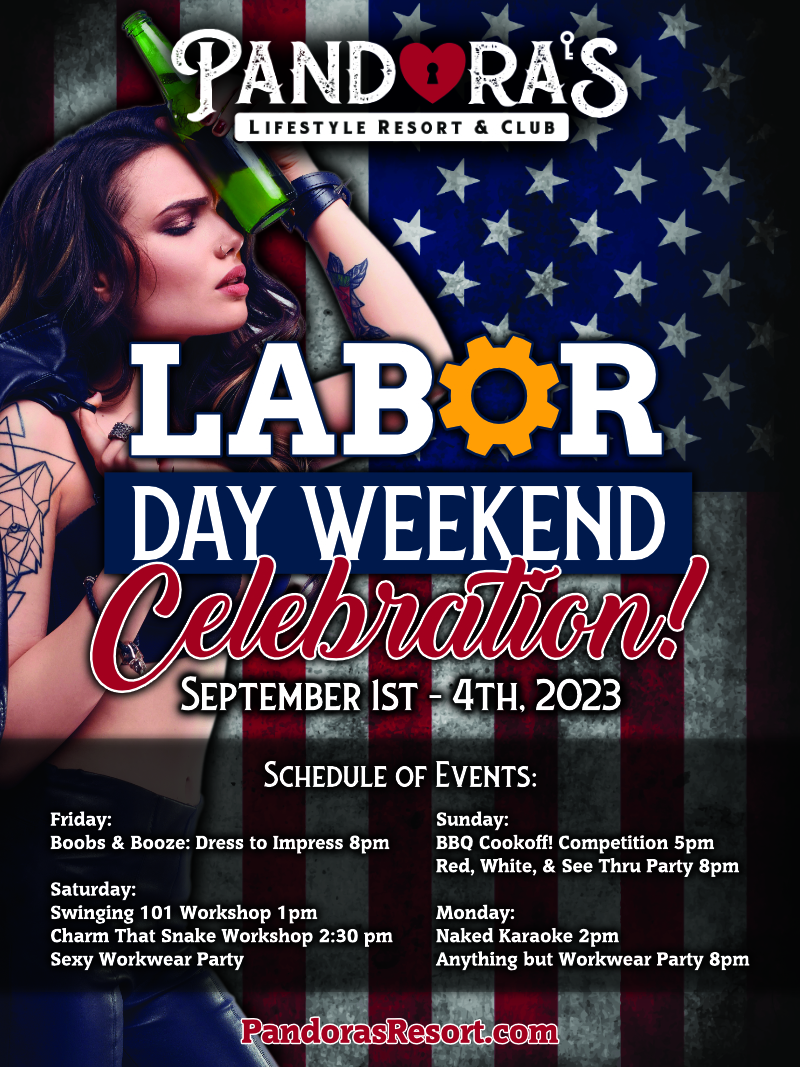 PANDORA'S
LIFESTYLE RESORT & CLUB
LABOR
DAY WEEKEND
Celebration!
SEPTEMBER 1ST - 4TH, 2023
SCHEDULE OF EVENTS:
Friday:
Boobs & Booze: Dress to Impress 8pm
Saturday:
Swinging 101 Workshop 1pm
Charm That Snake Workshop 2:30 pm
Sexy Workwear Party
Sunday:
BBQ Cookoff! Competition 5pm
Red, White, & See Thru Party 8pm
Monday:
Naked Karaoke 2pm
Anything but Workwear Party 8pm
PandorasResort.com